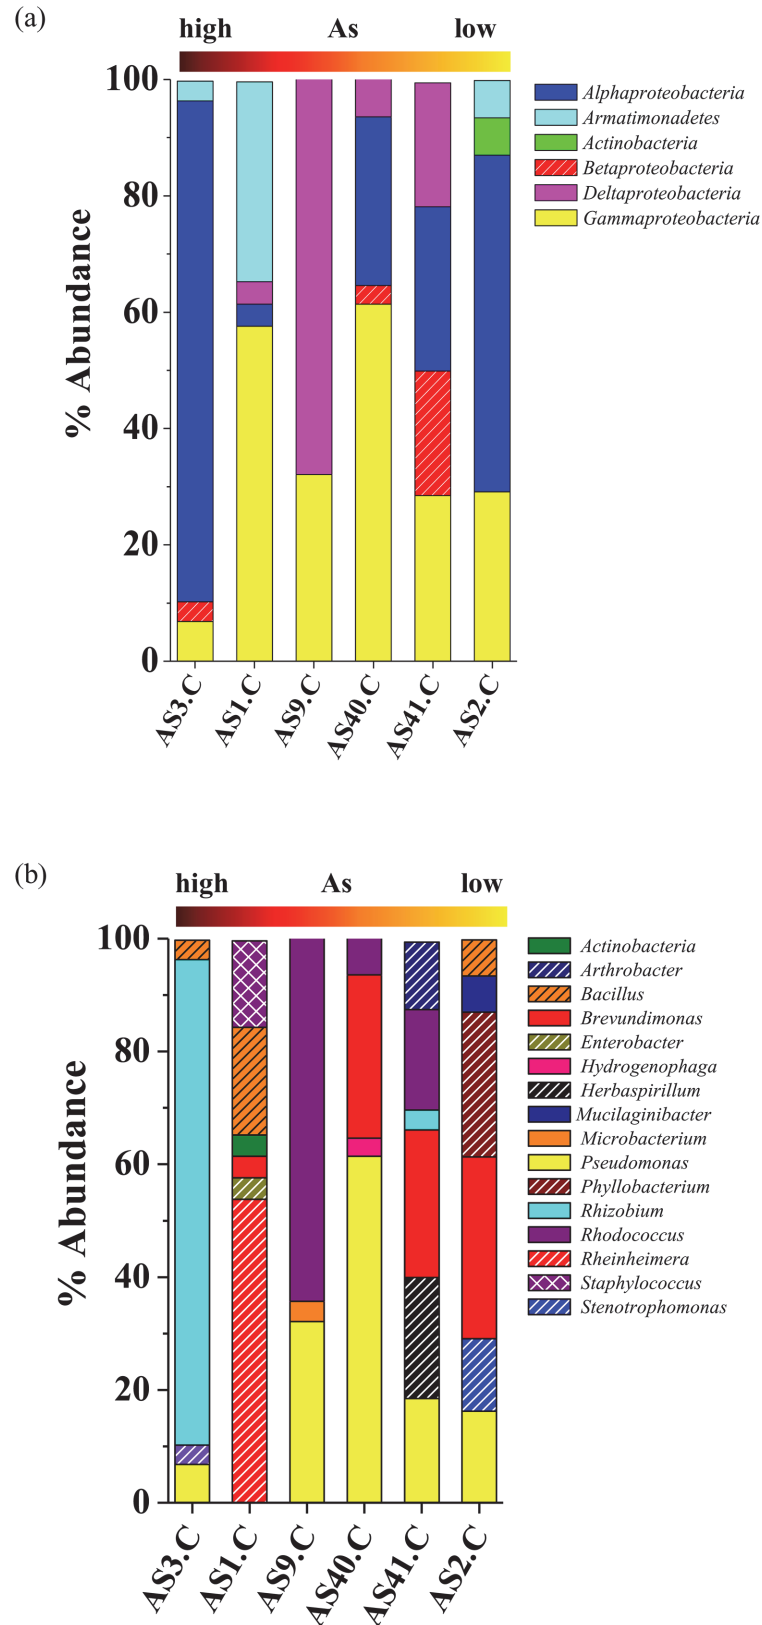 (a)
high As low
100
80
60
40
20
0
% Abundance
AS3.C
AS1.C
AS9.C
AS40.C
AS41.C
AS2.C
Alphaproteobacteria
Armatimonadetes
Actinobacteria
Betaproteobacteria
Deltaproteobacteria
Gammaproteobacteria
(b)
high As low
100
80
60
40
20
0
% Abundance
AS3.C
AS1.C
AS9.C
AS40.C
AS41.C
AS2.C
Actinobacteria
Arthrobacter
Bacillus
Brevundimonas
Enterobacter
Hydrogenophaga
Herbaspirillum
Mucilaginibacter
Microbacterium
Pseudomonas
Phyllobacterium
Rhizobium
Rhodococcus
Rheinheimera
Staphylococcus
Stenotrophomonas